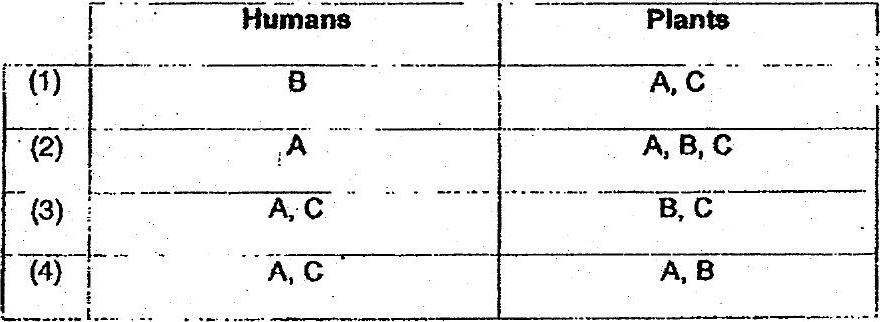 Humans Plants
(1) B A, C
(2) A A, B, C
(3) A, C B, C
(4) A, C A, B